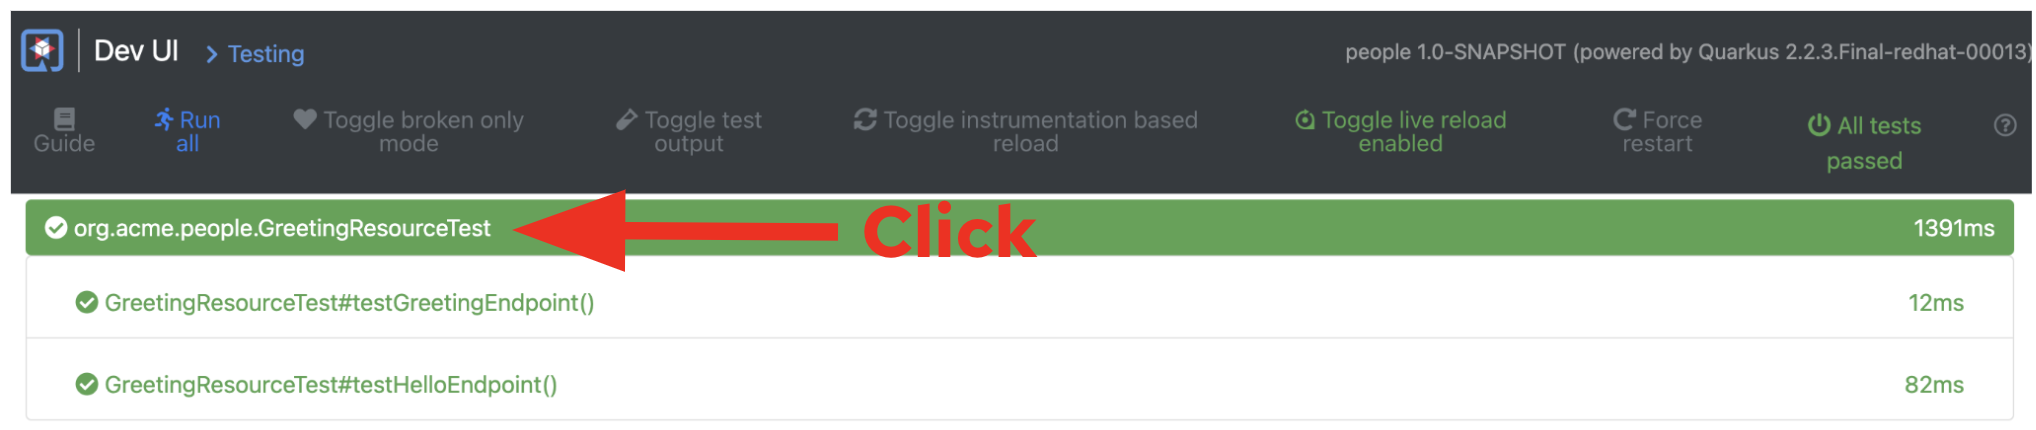 Dev UI > Testing
people 1.0-SNAPSHOT (powered by Quarkus 2.2.3.Final-redhat-00013)
Guide
Run
all
Toggle broken only
mode
Toggle test
output
Toggle instrumentation based
reload
Toggle live reload
enabled
Force
restart
All tests
passed
?
org.acme.people.GreetingResourceTest
Click
1391ms
GreetingResourceTest#testGreetingEndpoint() 12ms
GreetingResourceTest#testHelloEndpoint() 82ms